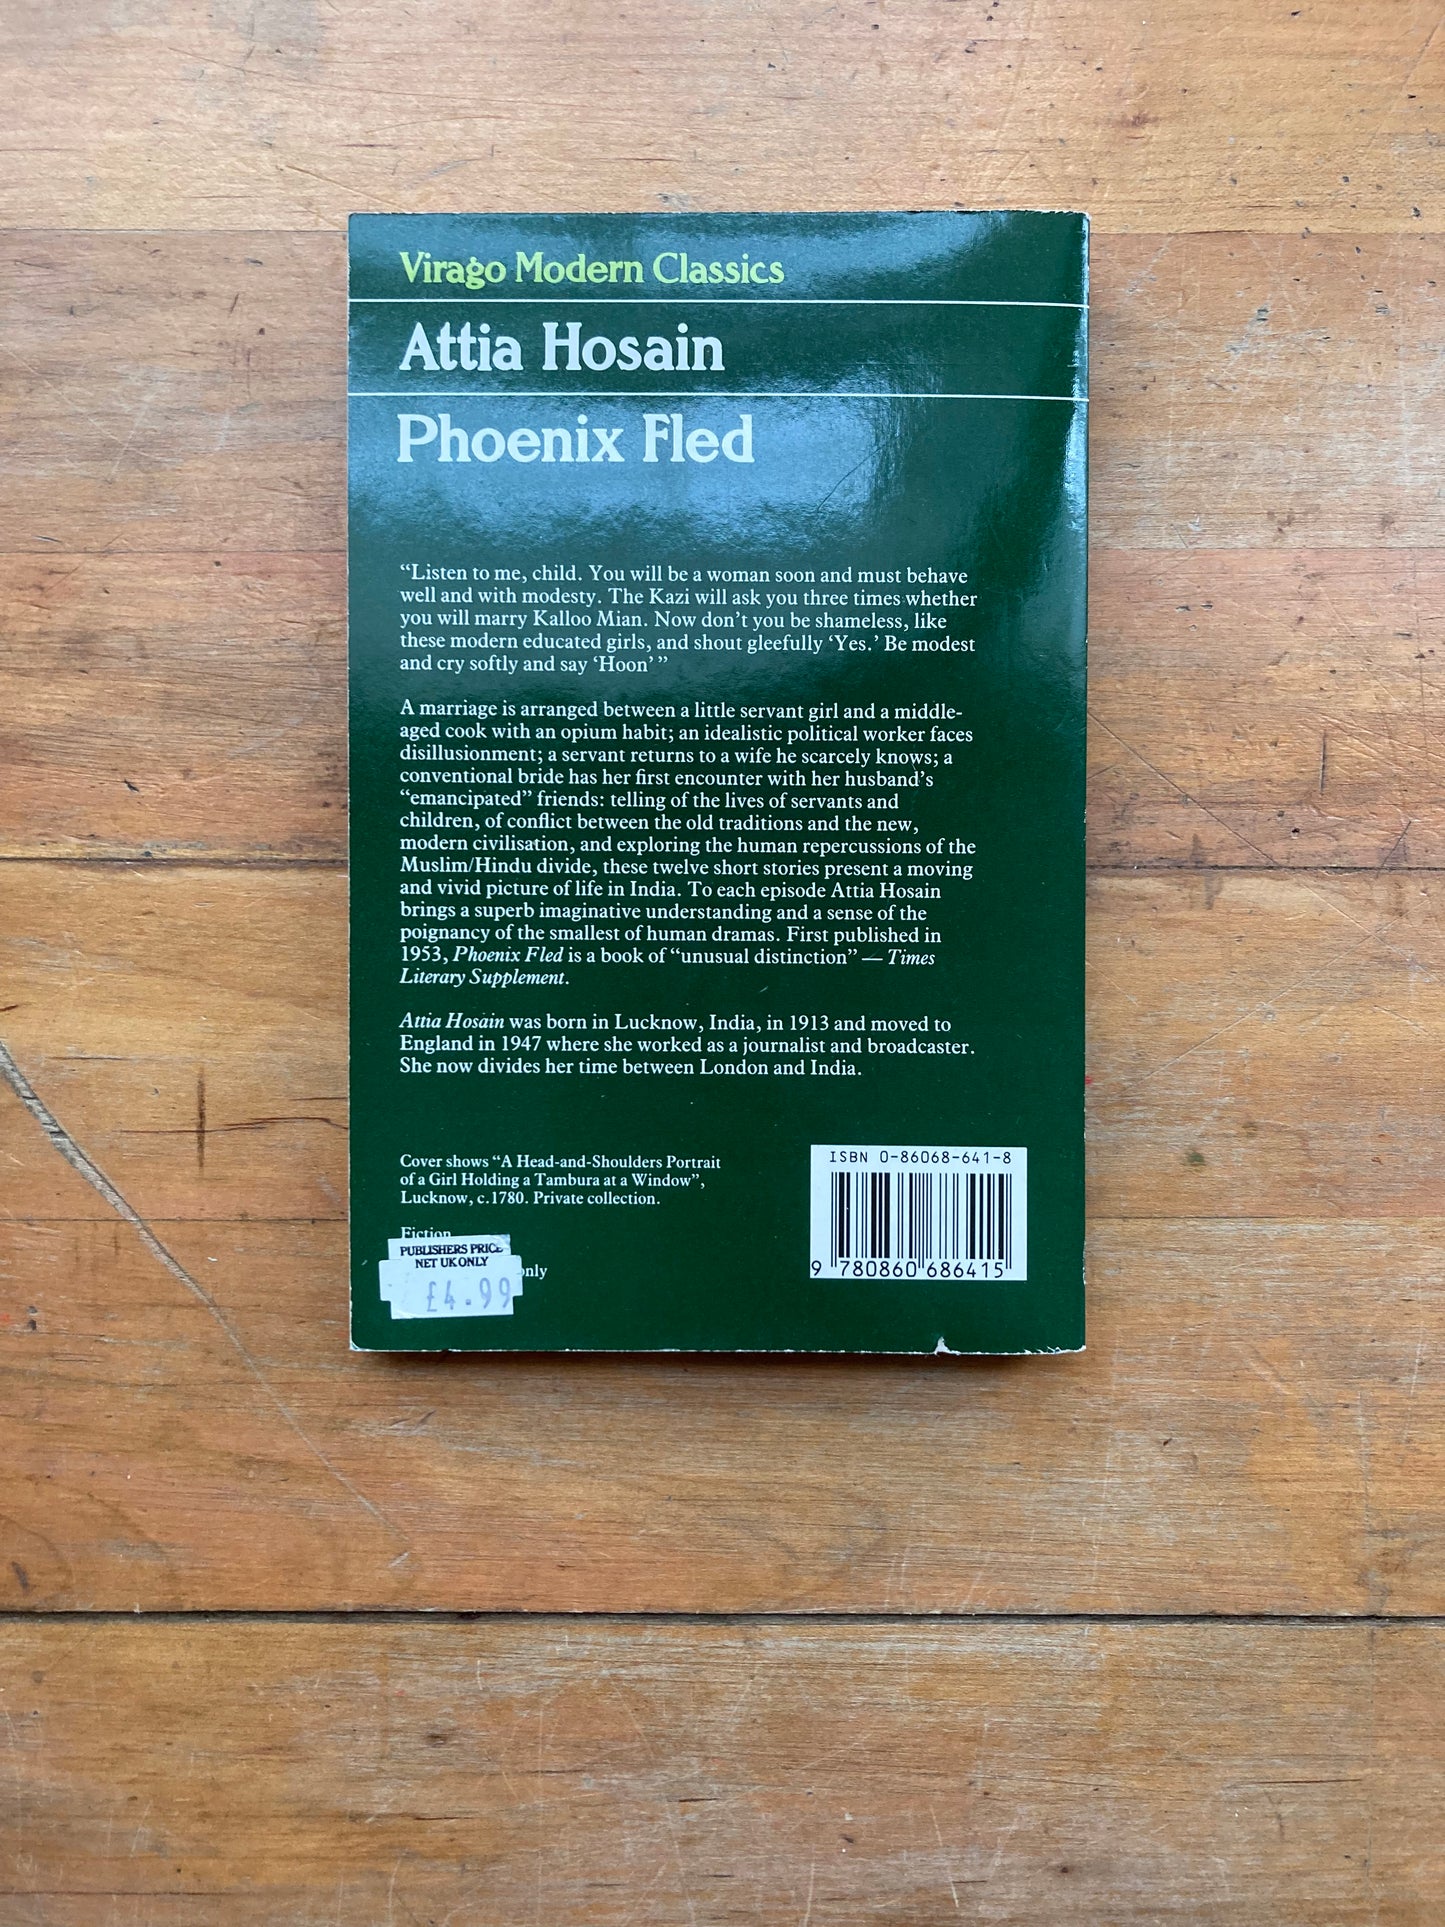 Virago Modern Classics
Attia Hosain
Phoenix Fled
“Listen to me, child. You will be a woman soon and must behave
well and with modesty. The Kazi will ask you three times whether
you will marry Kalloo Mian. Now don’t you be shameless, like
these modern educated girls, and shout gleefully ‘Yes.’ Be modest
and cry softly and say ‘Hoon’ ”
A marriage is arranged between a little servant girl and a middle-
aged cook with an opium habit; an idealistic political worker faces
disillusionment; a servant returns to a wife he scarcely knows; a
conventional bride has her first encounter with her husband’s
“emancipated” friends: telling of the lives of servants and
children, of conflict between the old traditions and the new,
modern civilisation, and exploring the human repercussions of the
Muslim/Hindu divide, these twelve short stories present a moving
and vivid picture of life in India. To each episode Attia Hosain
brings a superb imaginative understanding and a sense of the
poignancy of the smallest of human dramas. First published in
1953, Phoenix Fled is a book of “unusual distinction” — Times
Literary Supplement.
Attia Hosain was born in Lucknow, India, in 1913 and moved to
England in 1947 where she worked as a journalist and broadcaster.
She now divides her time between London and India.
Cover shows “A Head-and-Shoulders Portrait
of a Girl Holding a Tambura at a Window”,
Lucknow, c.1780. Private collection.
Fiction
PUBLISHERS PRICE
NET UK ONLY
only
£4.99
ISBN 0-86068-641-8
9 780860 686415